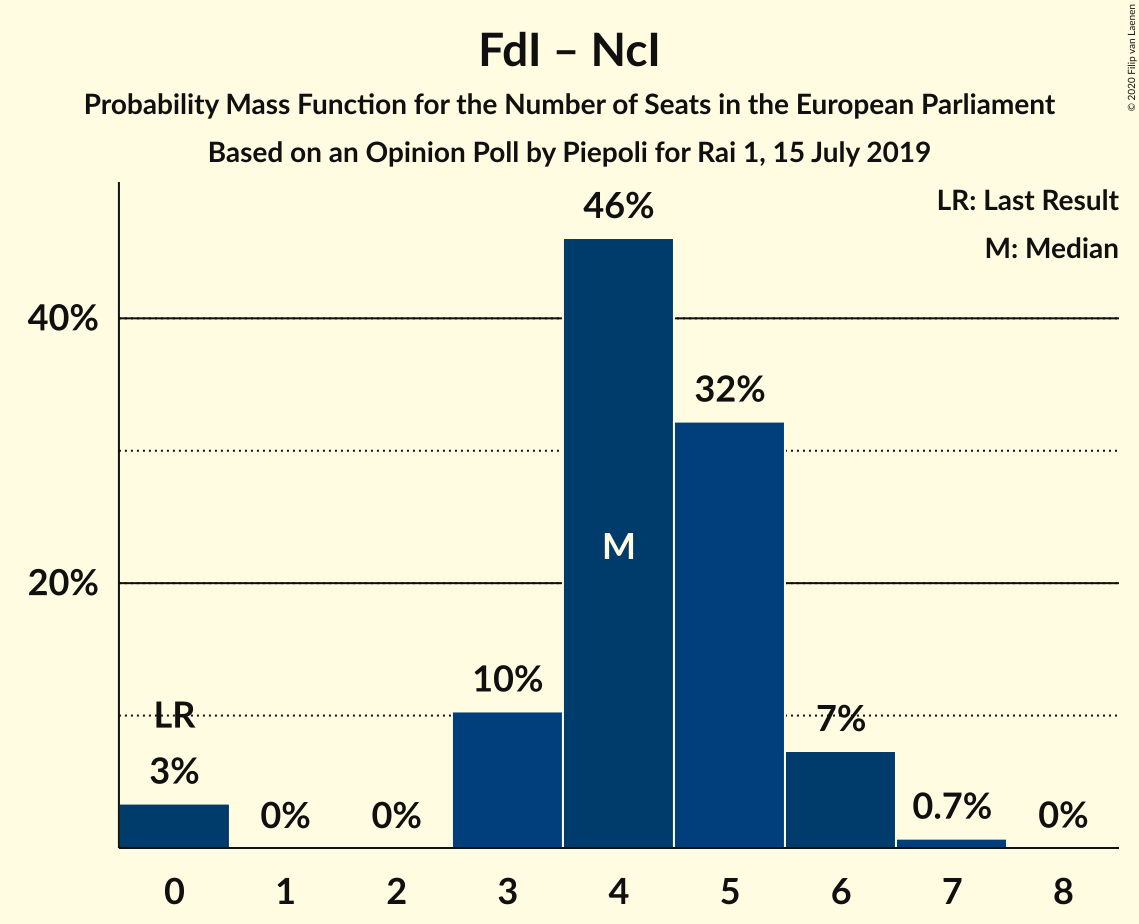 FdI – NcI
Probability Mass Function for the Number of Seats in the European Parliament
Based on an Opinion Poll by Piepoli for Rai 1, 15 July 2019
© 2020 Filip van Laenen
LR: Last Result
M: Median
46%
40%
32%
M
20%
10%
LR
7%
3%
0%
0%
0.7%
0%
0 1 2 3 4 5 6 7 8